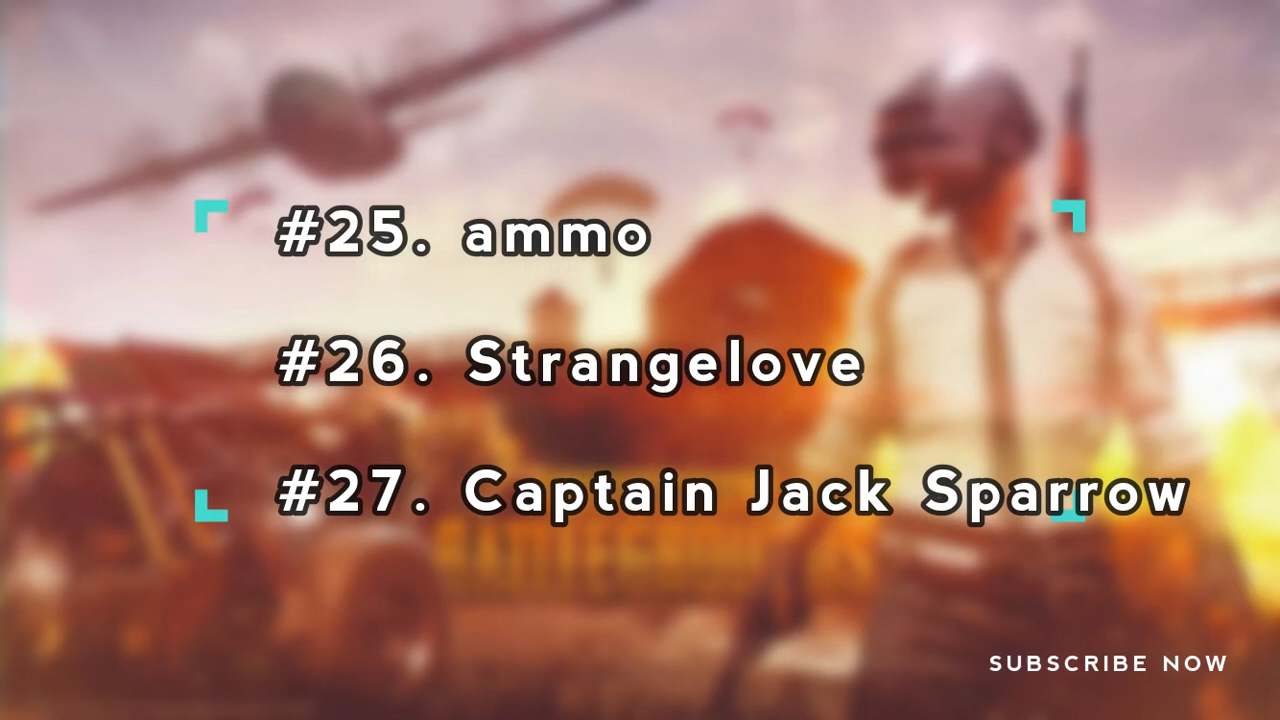 #25. ammo
#26. Strangelove
#27. Captain Jack Sparrow
SUBSCRIBE NOW